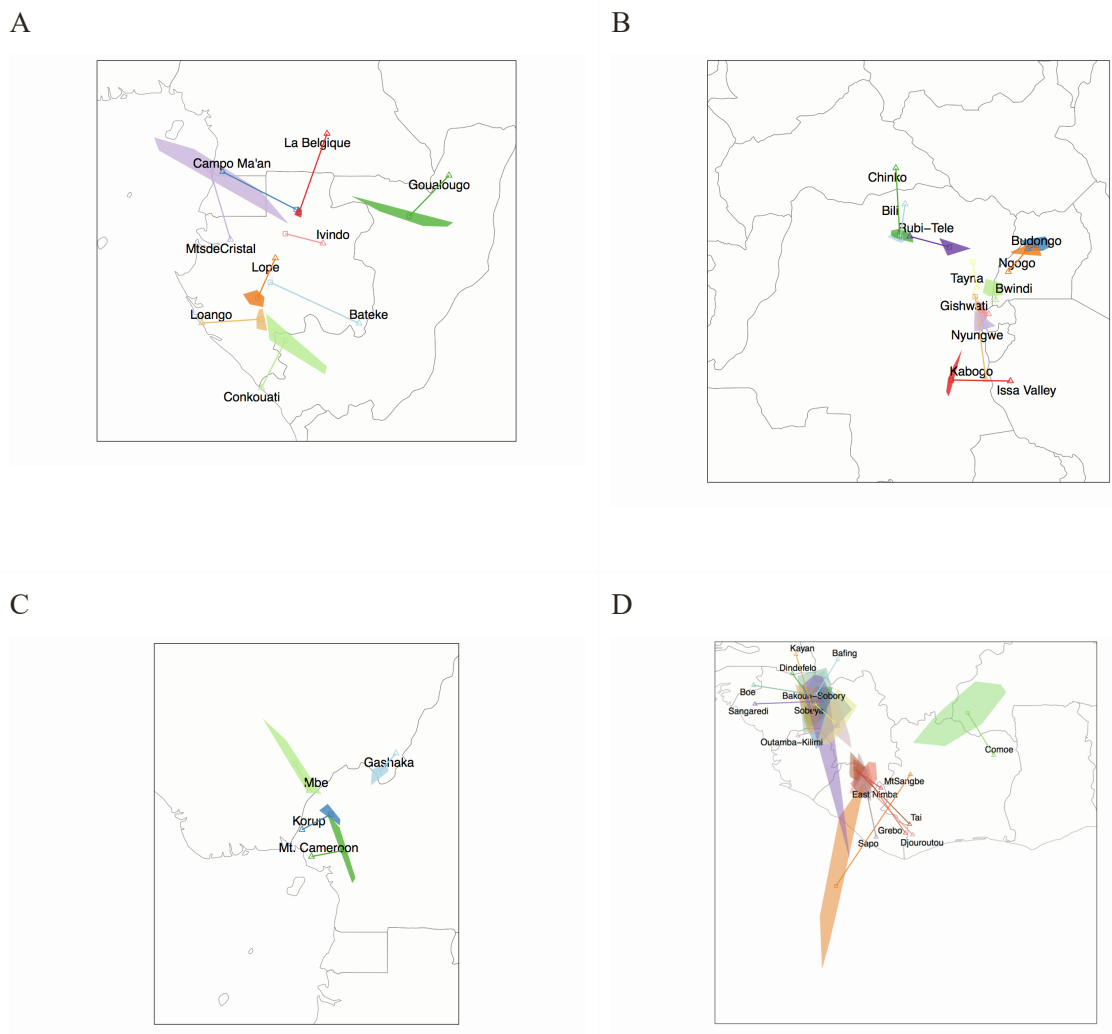 A
La Belgique
Campo Ma'an
Goualougo
MtsdeCristal
Ivindo
Lope
Loango
Bateke
Conkouati
B
Chinko
Bili
Rubi-Tele
Budongo
Ngogo
Tayna
Bwindi
Gishwati
Nyungwe
Kabogo
Issa Valley
C
Gashaka
Mbe
Korup
Mt. Cameroon
D
Kayan
Bafing
Dindefelo
Boe
Bakoun-Sobory
Sangaredi
Sobeya
Outamba-Kilimi
Comoe
MtSangbe
East Nimba
Tai
Grebo
Djouroutou
Sapo